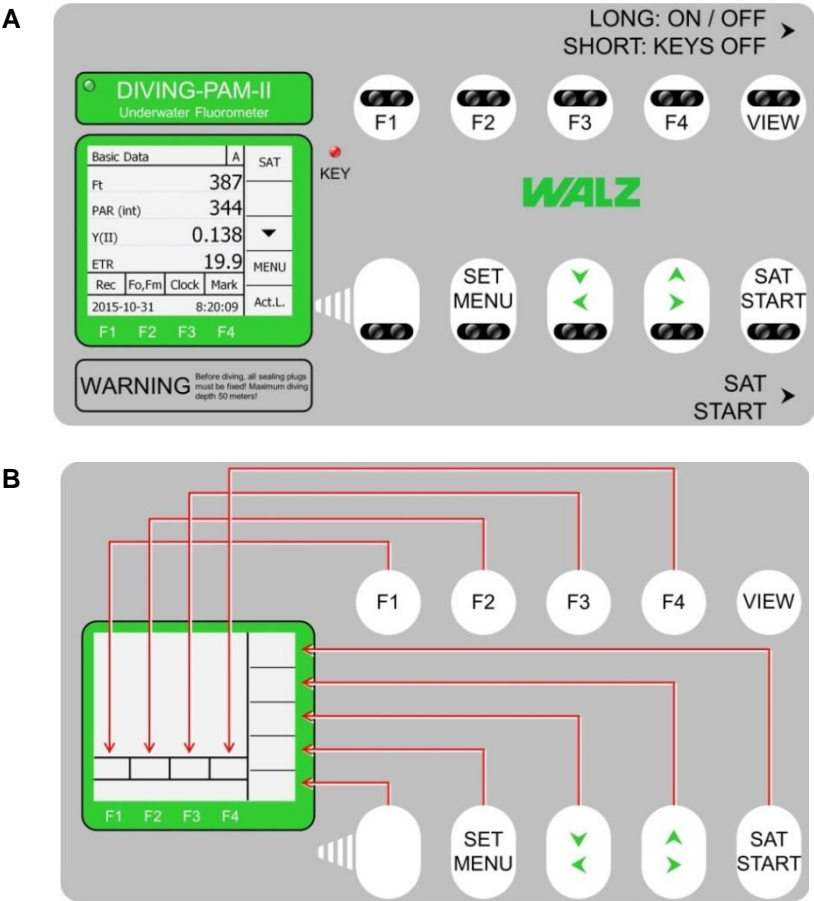 A
LONG: ON / OFF
SHORT: KEYS OFF
DIVING-PAM-II
Underwater Fluorometer
F1 F2 F3 F4 VIEW
KEY
WALZ
Basic Data A SAT
Ft 387
PAR (int) 344
Y(II) 0.138
ETR 19.9 MENU
Rec Fo,Fm Clock Mark
2015-10-31 8:20:09 Act.L.
F1 F2 F3 F4
SET
MENU
SAT
START
WARNING
Before diving, all sealing plugs
must be fixed! Maximum diving
depth 50 meters!
SAT
START
B
F1 F2 F3 F4 VIEW
F1 F2 F3 F4
SET
MENU
SAT
START